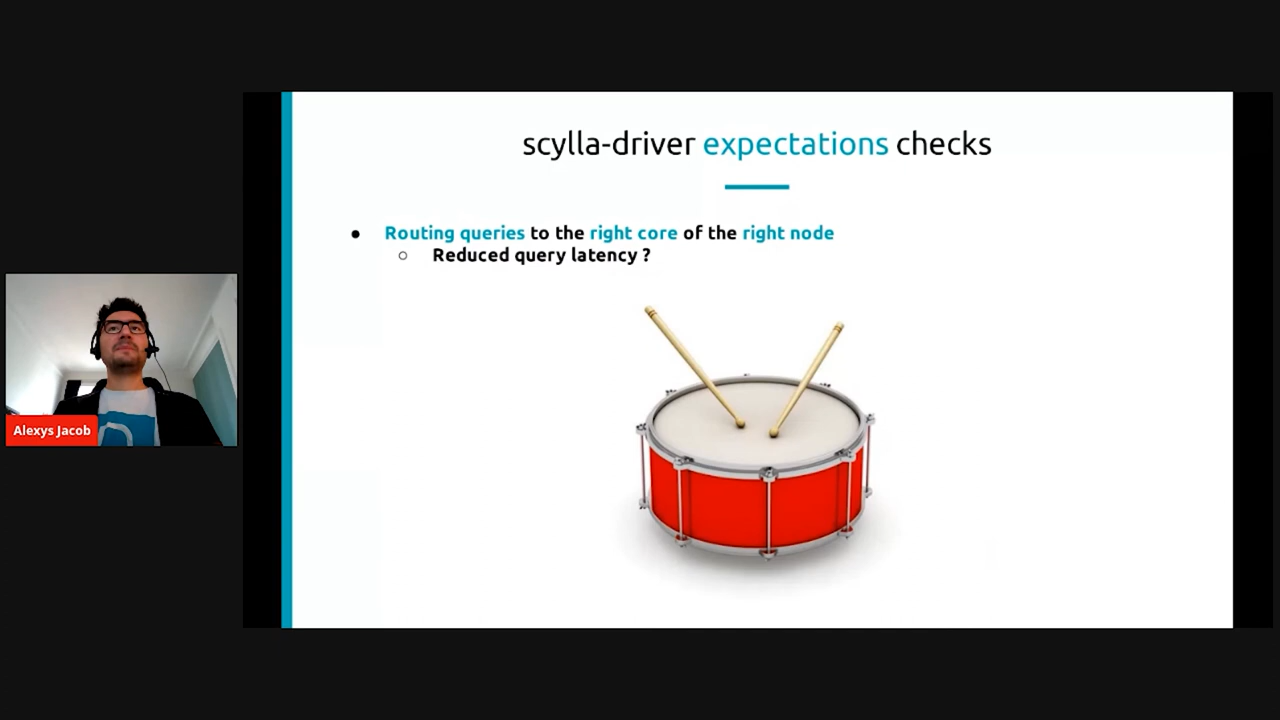 scylla-driver expectations checks
● Routing queries to the right core of the right node
○ Reduced query latency ?
Alexys Jacob